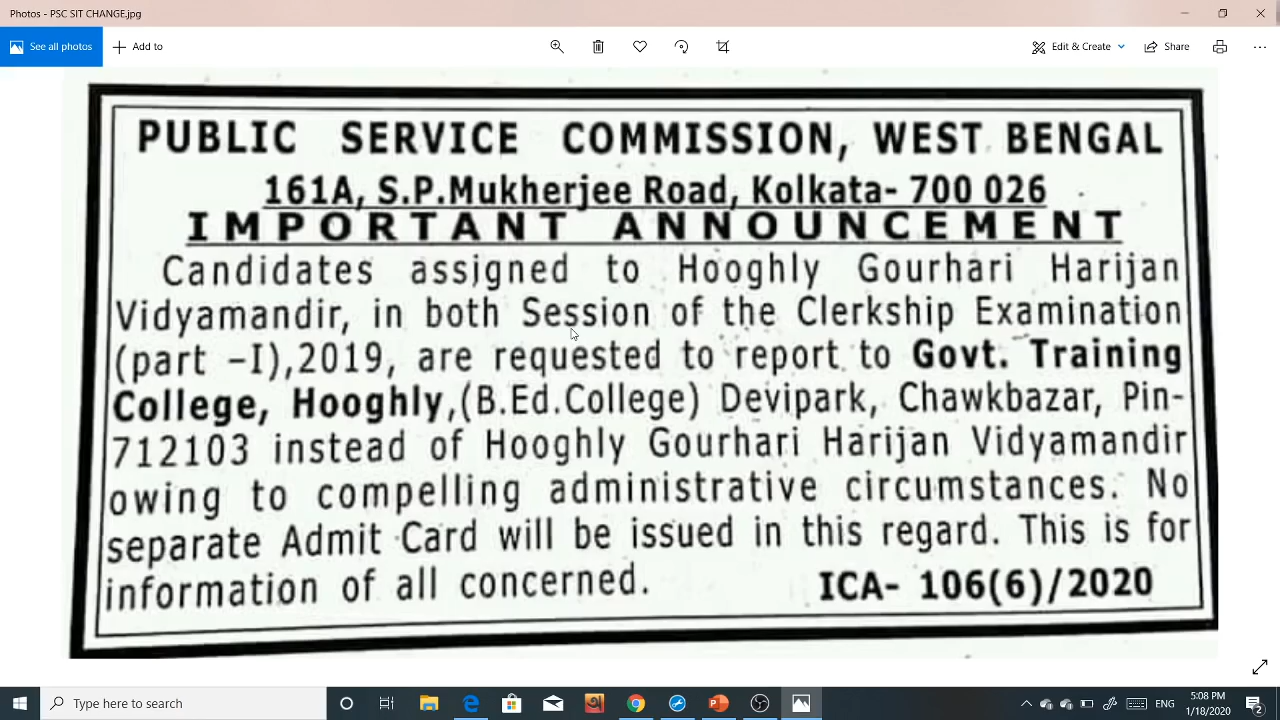 Photos - PSC SIT CHANGE.jpg
See all photos
Add to
Edit & Create
Share
PUBLIC SERVICE COMMISSION, WEST BENGAL
161A, S.P.Mukherjee Road, Kolkata- 700 026
IMPORTANT ANNOUNCEMENT
Candidates assigned to Hooghly Gourhari Harijan
Vidyamandir, in both Session of the Clerkship Examination
(part –I),2019, are requested to report to Govt. Training
College, Hooghly,(B.Ed.College) Devipark, Chawkbazar, Pin-
712103 instead of Hooghly Gourhari Harijan Vidyamandir
owing to compelling administrative circumstances. No
separate Admit Card will be issued in this regard. This is for
information of all concerned.
ICA- 106(6)/2020
Type here to search
ENG
5:08 PM
1/18/2020
2